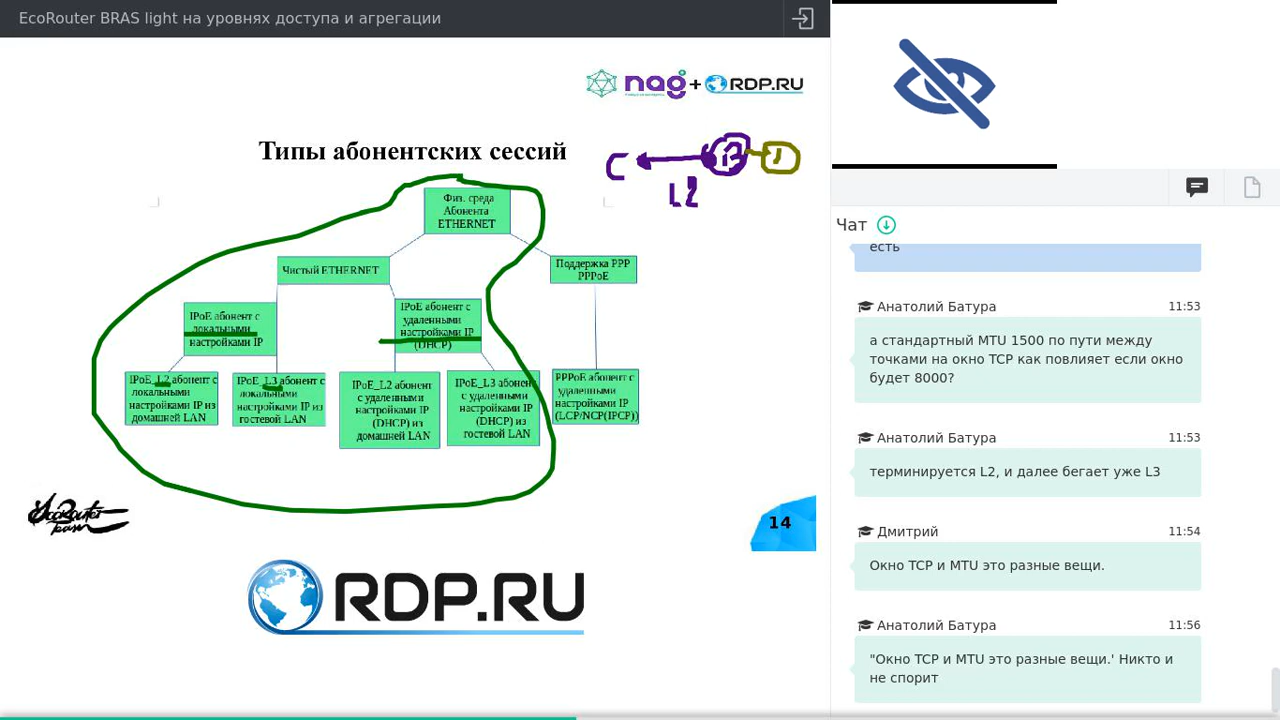 EcoRouter BRAS light на уровнях доступа и агрегации
nag + RDP.RU
Типы абонентских сессий
C
L2
Физ. среда
Абонента
ETHERNET
Чистый ETHERNET
Поддержка PPP
PPPoE
IPoE абонент с
локальными
настройками IP
IPoE абонент с
удаленными
настройками IP
(DHCP)
IPoE_L2 абонент с
локальными
настройками IP из
домашней LAN
IPoE_L3 абонент с
локальными
настройками IP из
гостевой LAN
IPoE_L2 абонент
с удаленными
настройками IP
(DHCP) из
домашней LAN
IPoE_L3 абонент
с удаленными
настройками IP
(DHCP) из
гостевой LAN
PPPoE абонент с
удаленными
настройками IP
(LCP/NCP(IPCP))
EcoRouter
team
14
RDP.RU
Чат
есть
Анатолий Батура 11:53
а стандартный MTU 1500 по пути между
точками на окно TCP как повлияет если окно
будет 8000?
Анатолий Батура 11:53
терминируется L2, и далее бегает уже L3
Дмитрий 11:54
Окно TCP и MTU это разные вещи.
Анатолий Батура 11:56
"Окно TCP и MTU это разные вещи.' Никто и
не спорит